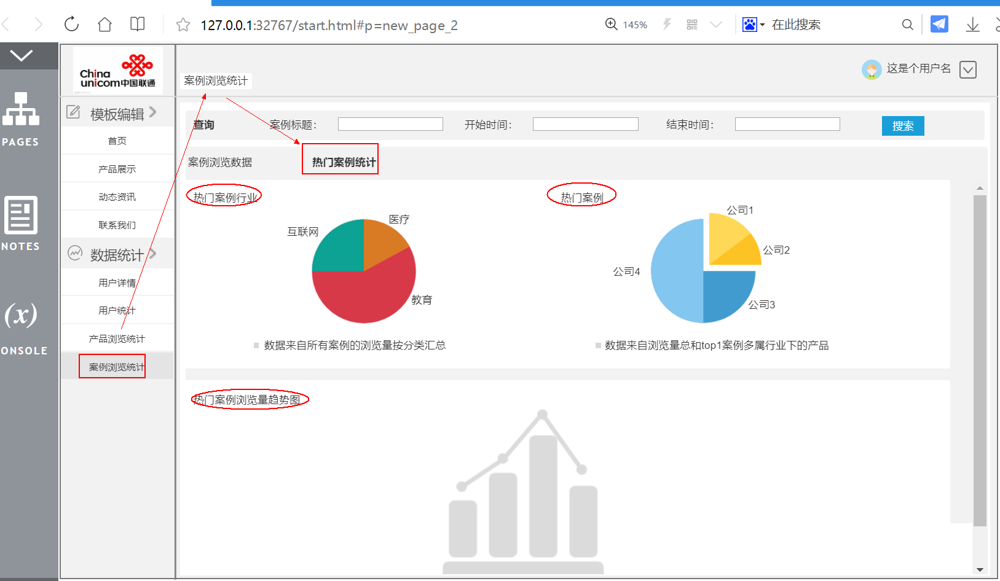 127.0.0.1:32767/start.html#p=new_page_2
145%
在此搜索
China
unicom中国联通
案例浏览统计
这是个用户名
PAGES
NOTES
(x)
ONSOLE
模板编辑
首页
产品展示
动态资讯
联系我们
数据统计
用户详情
用户统计
产品浏览统计
案例浏览统计
查询
案例标题：
开始时间：
结束时间：
搜索
案例浏览数据
热门案例统计
热门案例行业
医疗
互联网
教育
数据来自所有案例的浏览量按分类汇总
热门案例
公司1
公司2
公司4
公司3
数据来自浏览量总和top1案例多属行业下的产品
热门案例浏览量趋势图